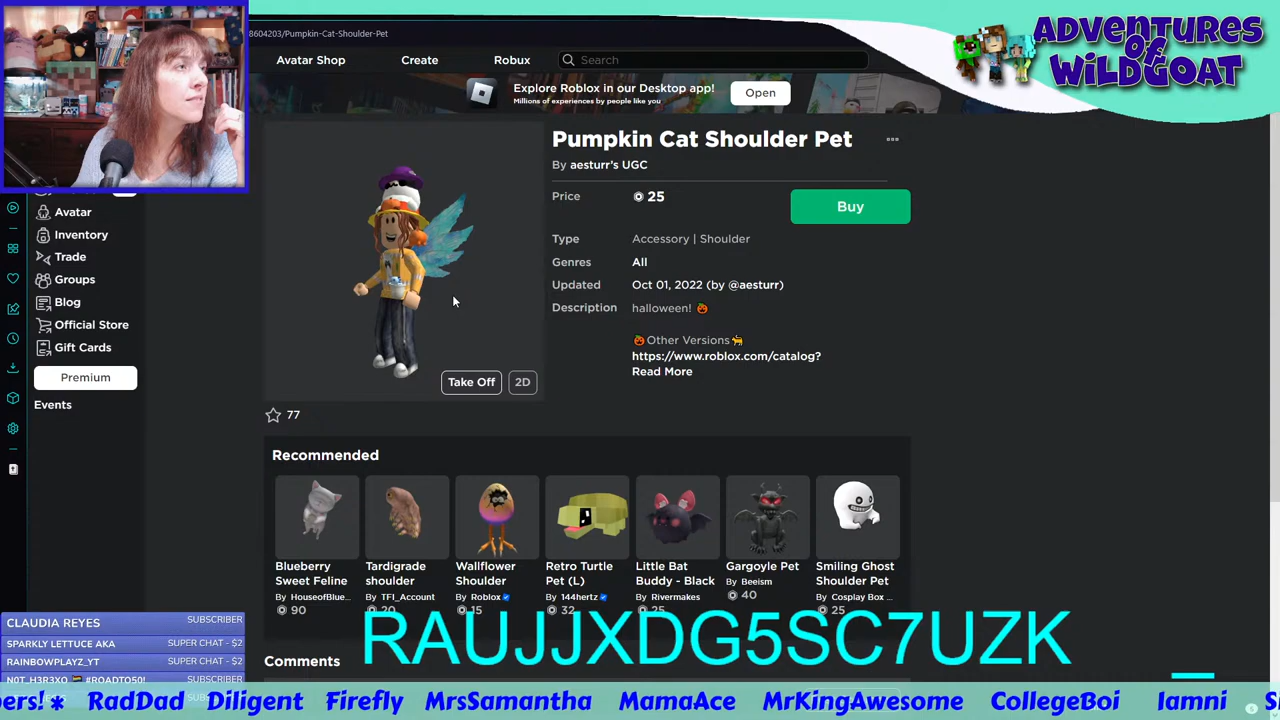 8604203/Pumpkin-Cat-Shoulder-Pet
ADVENTURES
OF
WILDGOAT
Avatar Shop
Create
Robux
Search
Explore Roblox in our Desktop app!
Millions of experiences by people like you
Open
Pumpkin Cat Shoulder Pet
By aesturr's UGC
Price
25
Buy
Type
Accessory | Shoulder
Genres
All
Updated
Oct 01, 2022 (by @aesturr)
Description
halloween! 🎃
🎃Other Versions🐈
https://www.roblox.com/catalog?
Read More
Avatar
Inventory
Trade
Groups
Blog
Official Store
Gift Cards
Premium
Events
Take Off
2D
77
Recommended
Blueberry
Sweet Feline
By HouseofBlue...
90
Tardigrade
shoulder
By TFI_Account
20
Wallflower
Shoulder
By Roblox
15
Retro Turtle
Pet (L)
By 144hertz
32
Little Bat
Buddy - Black
By Rivermakes
25
Gargoyle Pet
By Beeism
40
Smiling Ghost
Shoulder Pet
By Cosplay Box ...
25
Comments
RAUJJXDG5SC7UZK
CLAUDIA REYES SUBSCRIBER
SPARKLY LETTUCE AKA SUPER CHAT - $2
RAINBOWPLAYZ_YT SUPER CHAT - $2
N0T_H3R3XO #ROADTO50! SUBSCRIBER
bers! * RadDad Diligent Firefly MrsSamantha MamaAce MrKingAwesome CollegeBoi Iamni